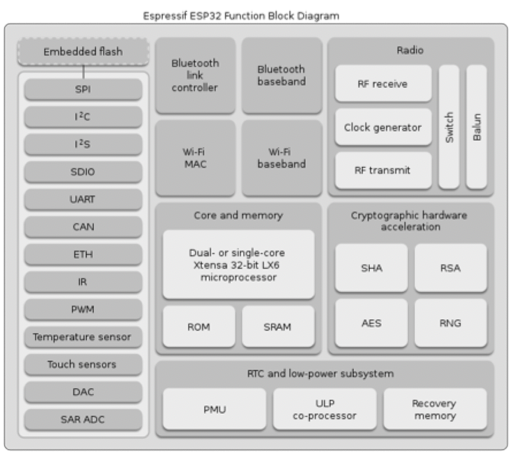 Espressif ESP32 Function Block Diagram
Embedded flash
SPI
I²C
I²S
SDIO
UART
CAN
ETH
IR
PWM
Temperature sensor
Touch sensors
DAC
SAR ADC
Bluetooth
link
controller
Bluetooth
baseband
Wi-Fi
MAC
Wi-Fi
baseband
Radio
RF receive
Clock generator
RF transmit
Switch
Balun
Core and memory
Dual- or single-core
Xtensa 32-bit LX6
microprocessor
ROM
SRAM
Cryptographic hardware
acceleration
SHA
RSA
AES
RNG
RTC and low-power subsystem
PMU
ULP
co-processor
Recovery
memory